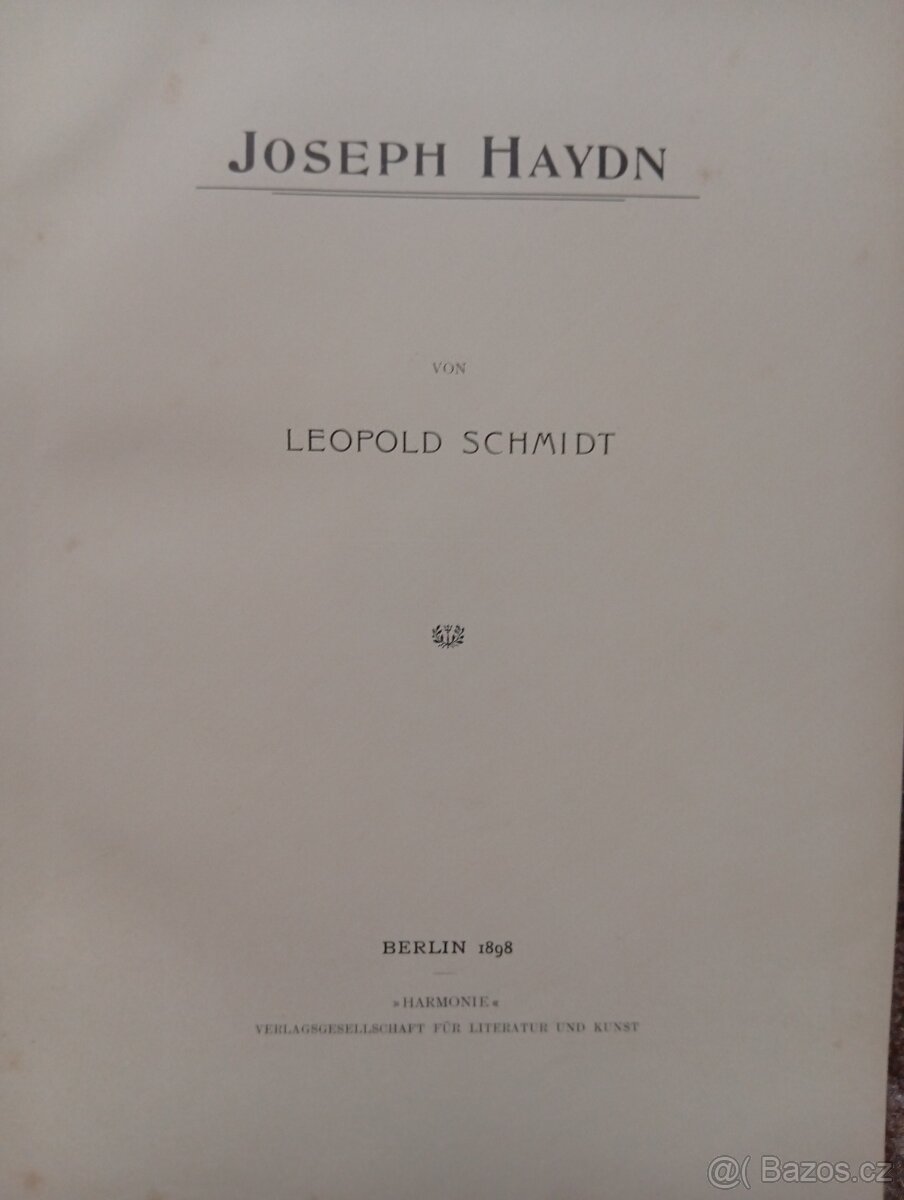 JOSEPH HAYDN
VON
LEOPOLD SCHMIDT
BERLIN 1898
»HARMONIE«
VERLAGSGESELLSCHAFT FÜR LITERATUR UND KUNST
@( Bazos.cz